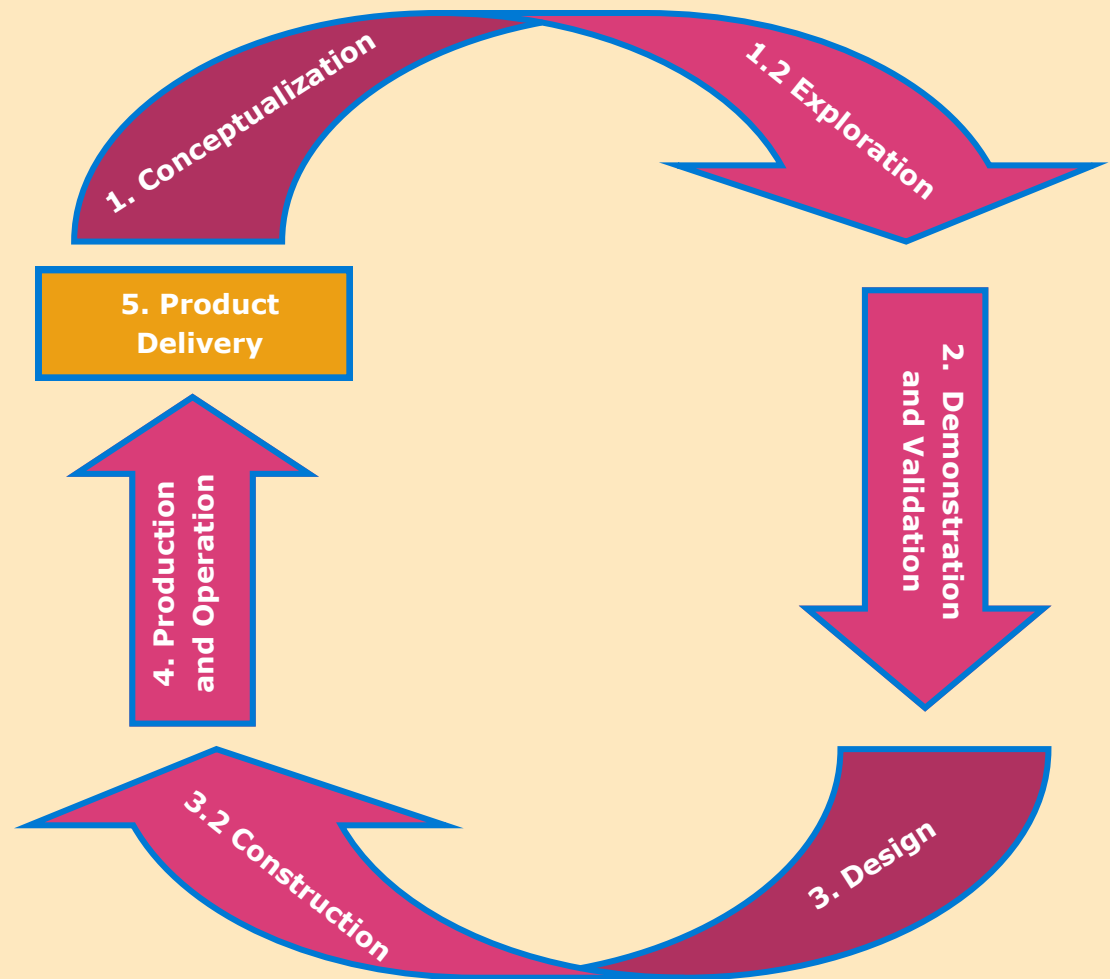 1. Conceptualization
1.2 Exploration
2.  Demonstration
and Validation
3. Design
3.2 Construction
4. Production
and Operation
5. Product
Delivery